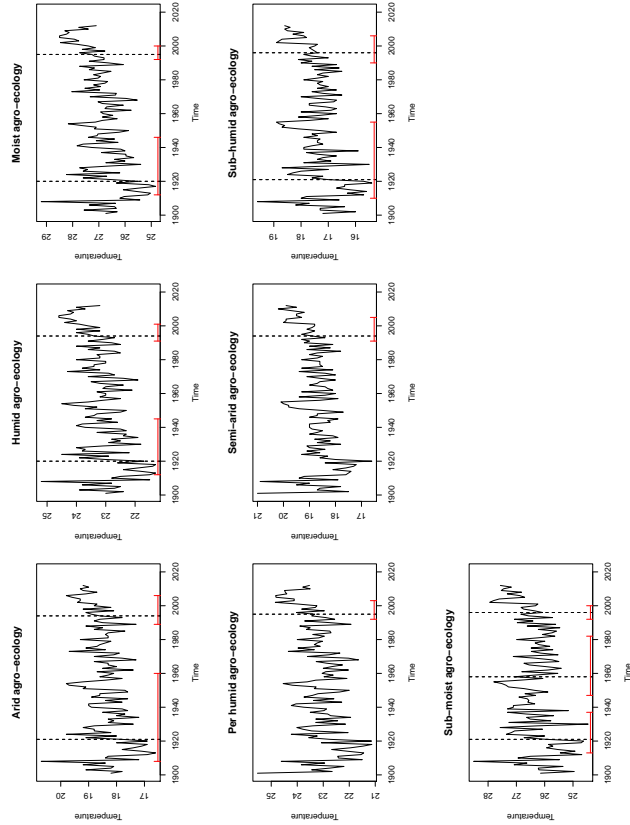 Arid agro−ecology
20
19
18
17
Temperature
1900 1920 1940 1960 1980 2000 2020
Time
Humid agro−ecology
25
24
23
22
Temperature
1900 1920 1940 1960 1980 2000 2020
Time
Moist agro−ecology
29
28
27
26
25
Temperature
1900 1920 1940 1960 1980 2000 2020
Time
Per humid agro−ecology
25
24
23
22
21
Temperature
1900 1920 1940 1960 1980 2000 2020
Time
Semi−arid agro−ecology
21
20
19
18
17
Temperature
1900 1920 1940 1960 1980 2000 2020
Time
Sub−humid agro−ecology
19
18
17
16
Temperature
1900 1920 1940 1960 1980 2000 2020
Time
Sub−moist agro−ecology
28
27
26
25
Temperature
1900 1920 1940 1960 1980 2000 2020
Time